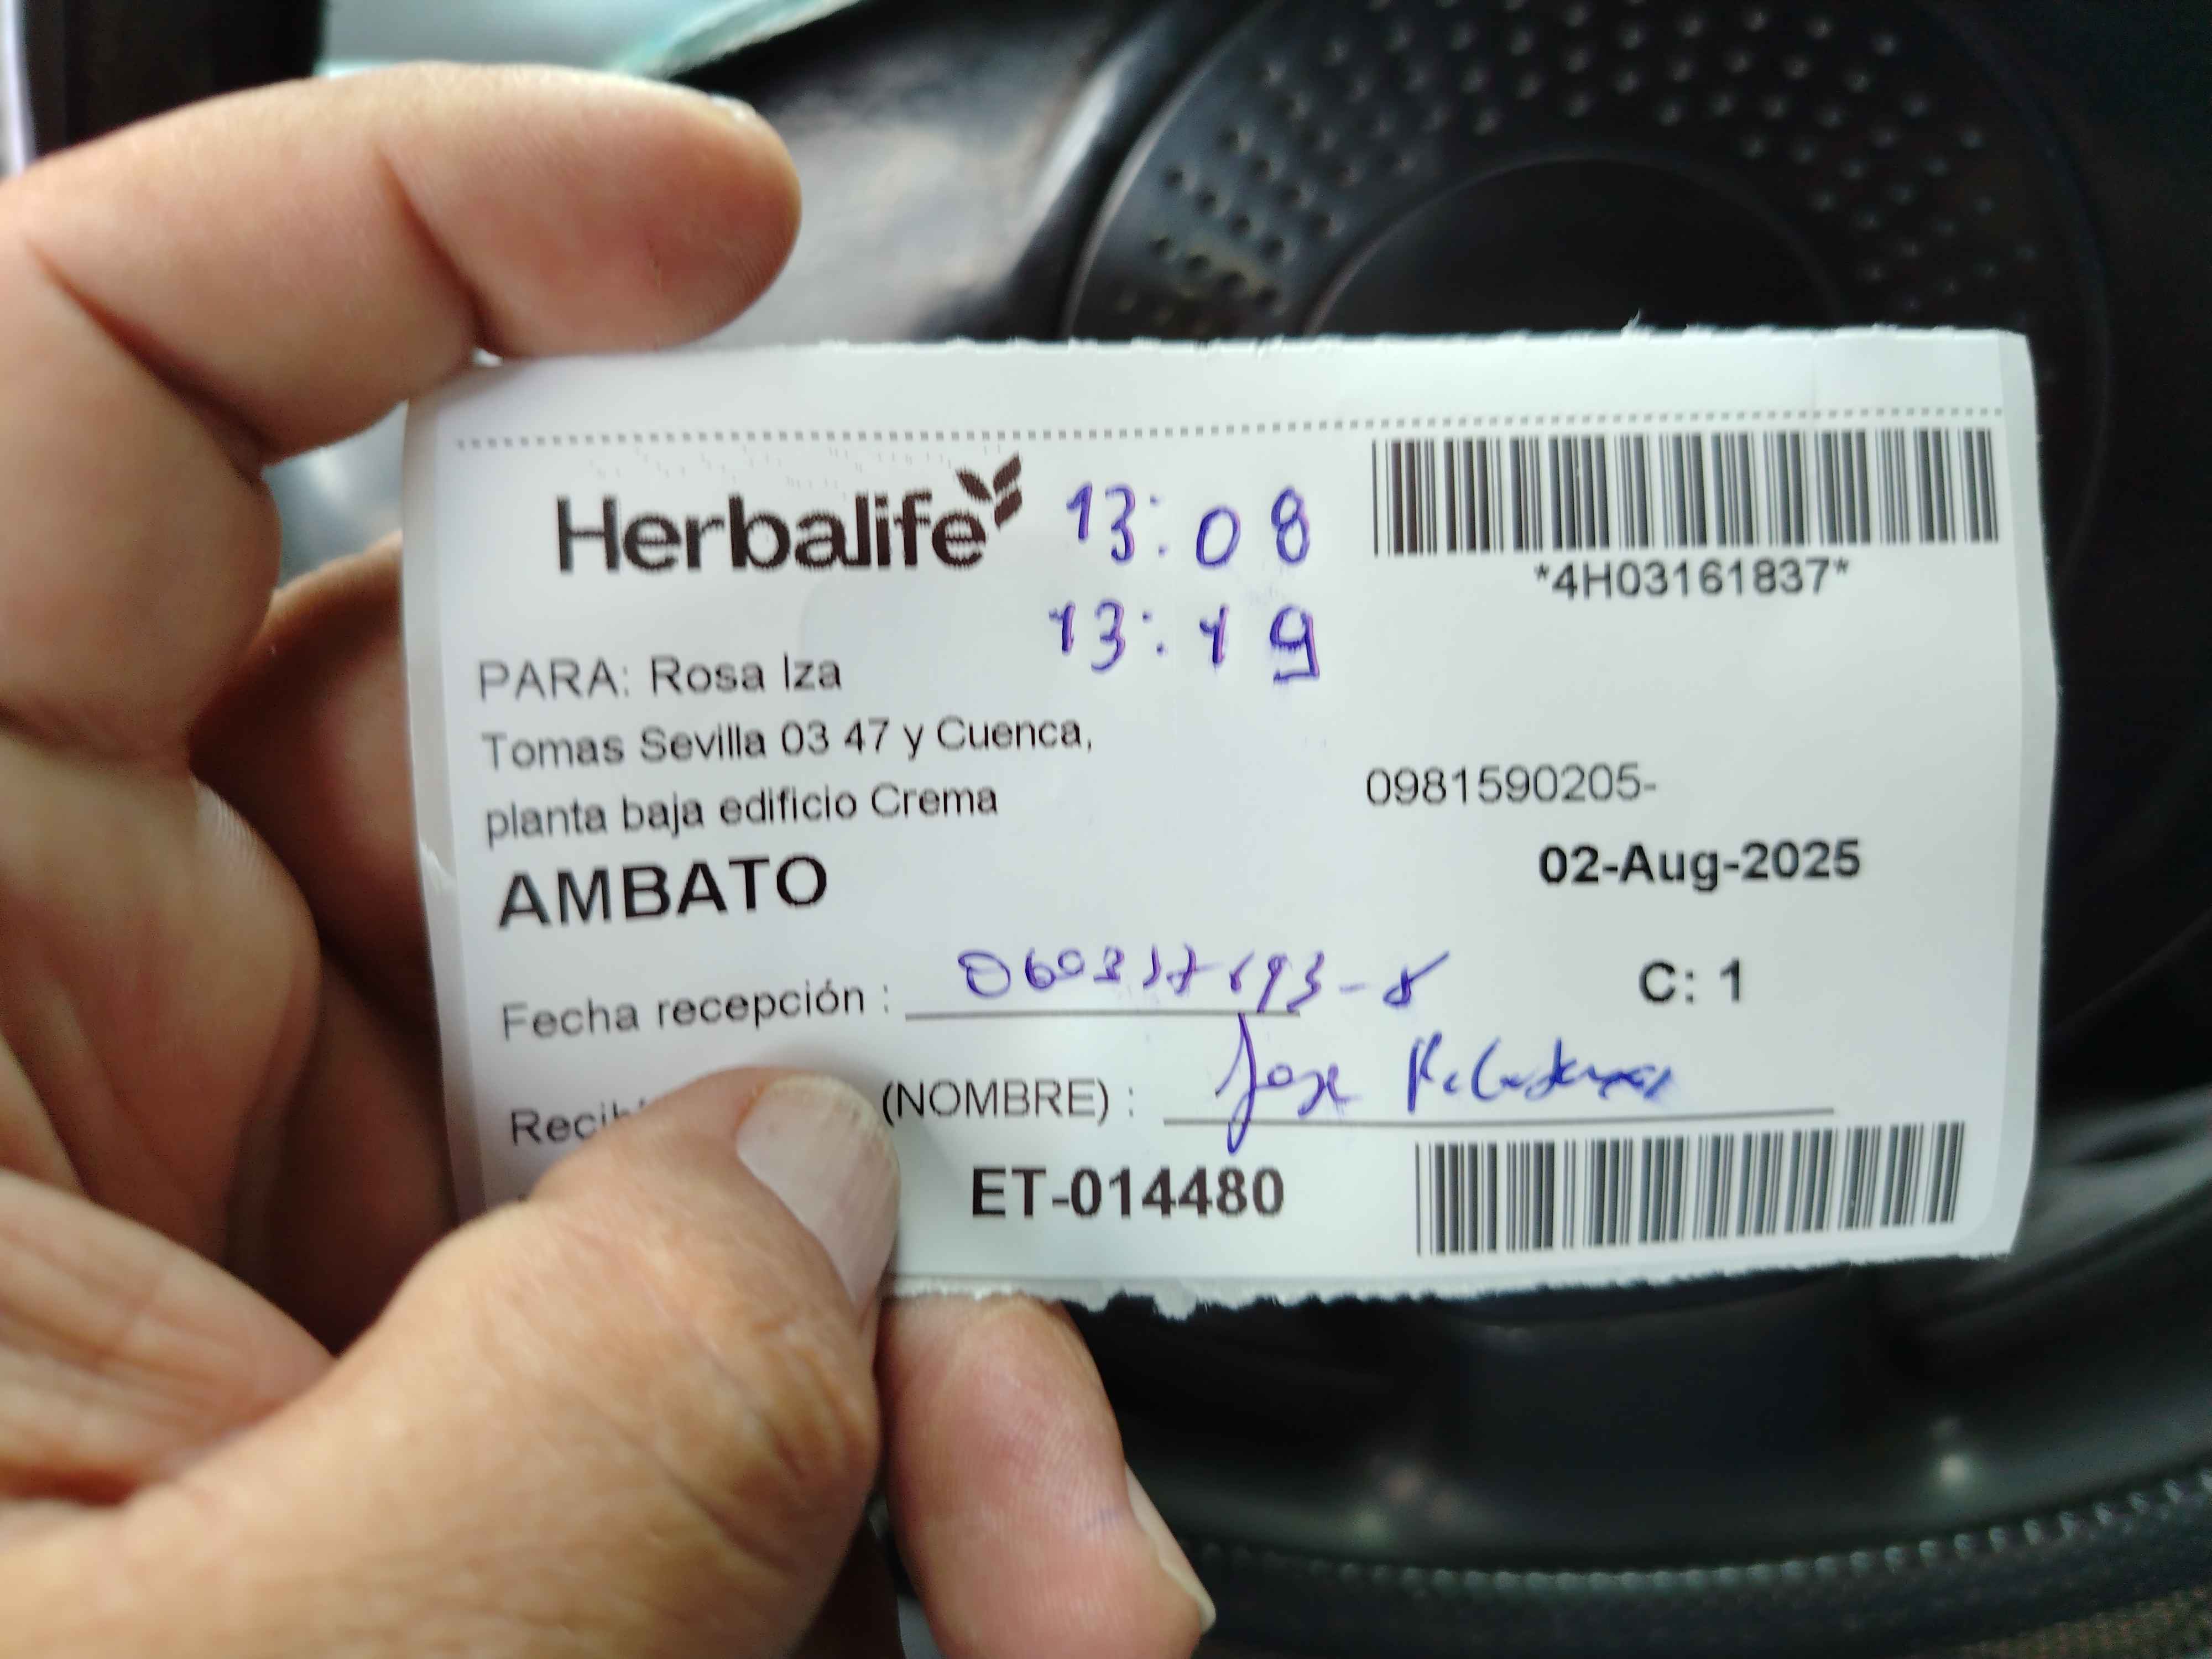 Herbalife
13:08
*4H03161837*
13:19
PARA: Rosa Iza
Tomas Sevilla 03 47 y Cuenca,
planta baja edificio Crema
0981590205-
AMBATO
02-Aug-2025
Fecha recepción :
C: 1
(NOMBRE) : Jose
ET-014480